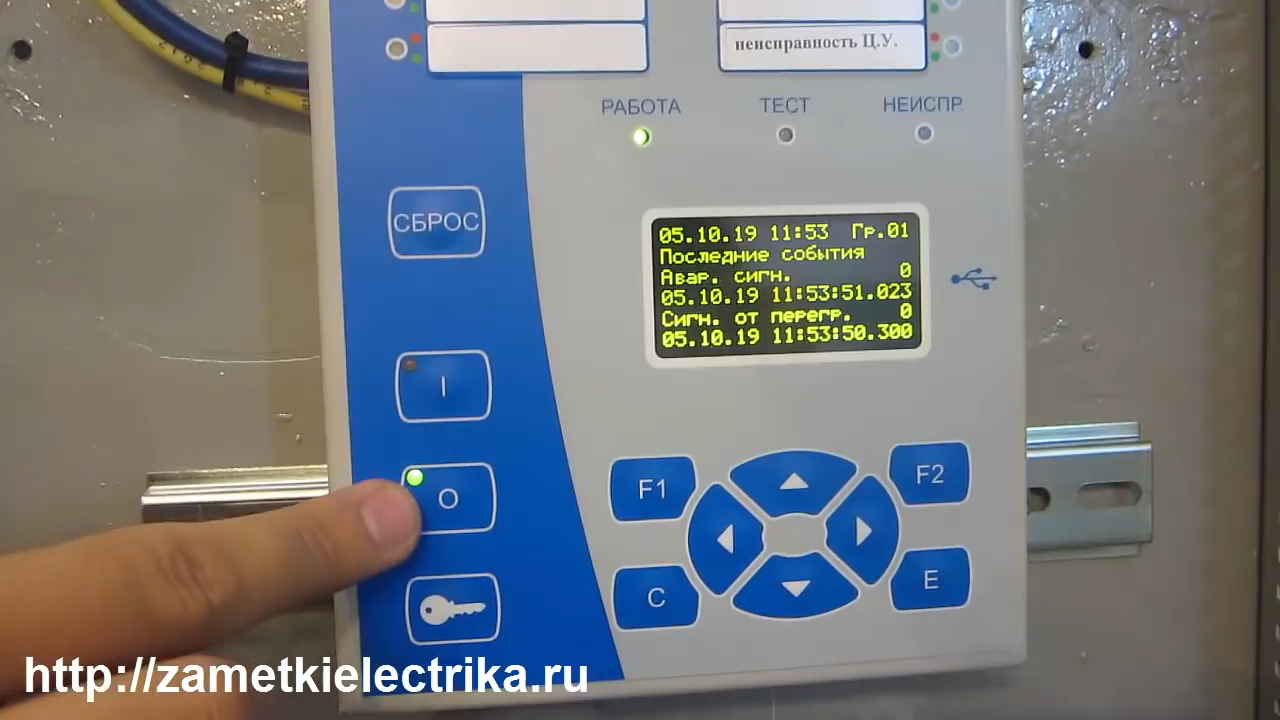 неисправность Ц.У.
РАБОТА ТЕСТ НЕИСПР.
СБРОС
05.10.19 11:53 Гр.01
Последние события
Авар. сигн. 0
05.10.19 11:53:51.023
Сигн. от перегр. 0
05.10.19 11:53:50.300
I
O
F1
F2
C
E
http://zametkielectrika.ru